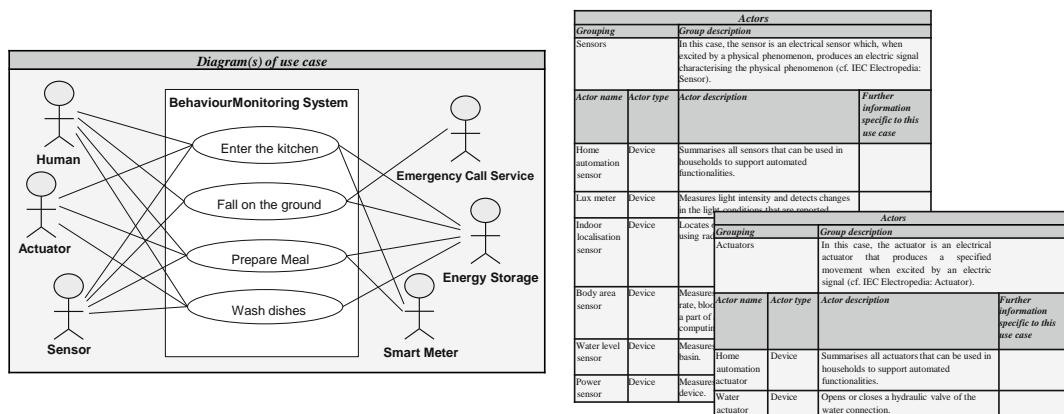 Diagram(s) of use case
BehaviourMonitoring System
Human
Actuator
Sensor
Enter the kitchen
Fall on the ground
Prepare Meal
Wash dishes
Emergency Call Service
Energy Storage
Smart Meter
Actors
Grouping Group description
Sensors In this case, the sensor is an electrical sensor which, when
excited by a physical phenomenon, produces an electric signal
characterising the physical phenomenon (cf. IEC Electropedia:
Sensor).
Actor name Actor type Actor description Further
information
specific to this
use case
Home Device Summarises all sensors that can be used in
automation households to support automated
sensor functionalities.
Lux meter Device Measures light intensity and detects changes
in the light conditions that are reported
Indoor Device Locates
localisation using
sensor
Body area Device Measures
sensor rate,
a part of
Water level Device Measures
sensor basin.
Power Device Measures
sensor device.
Actors
Grouping Group description
Actuators In this case, the actuator is an electrical
actuator that produces a specified
movement when excited by an electric
signal (cf. IEC Electropedia: Actuator).
Actor name Actor type Actor description Further
information
specific to this
use case
Home Device Summarises all actuators that can be used in
automation households to support automated
actuator functionalities.
Water Device Opens or closes a hydraulic valve of the
actuator water connection.